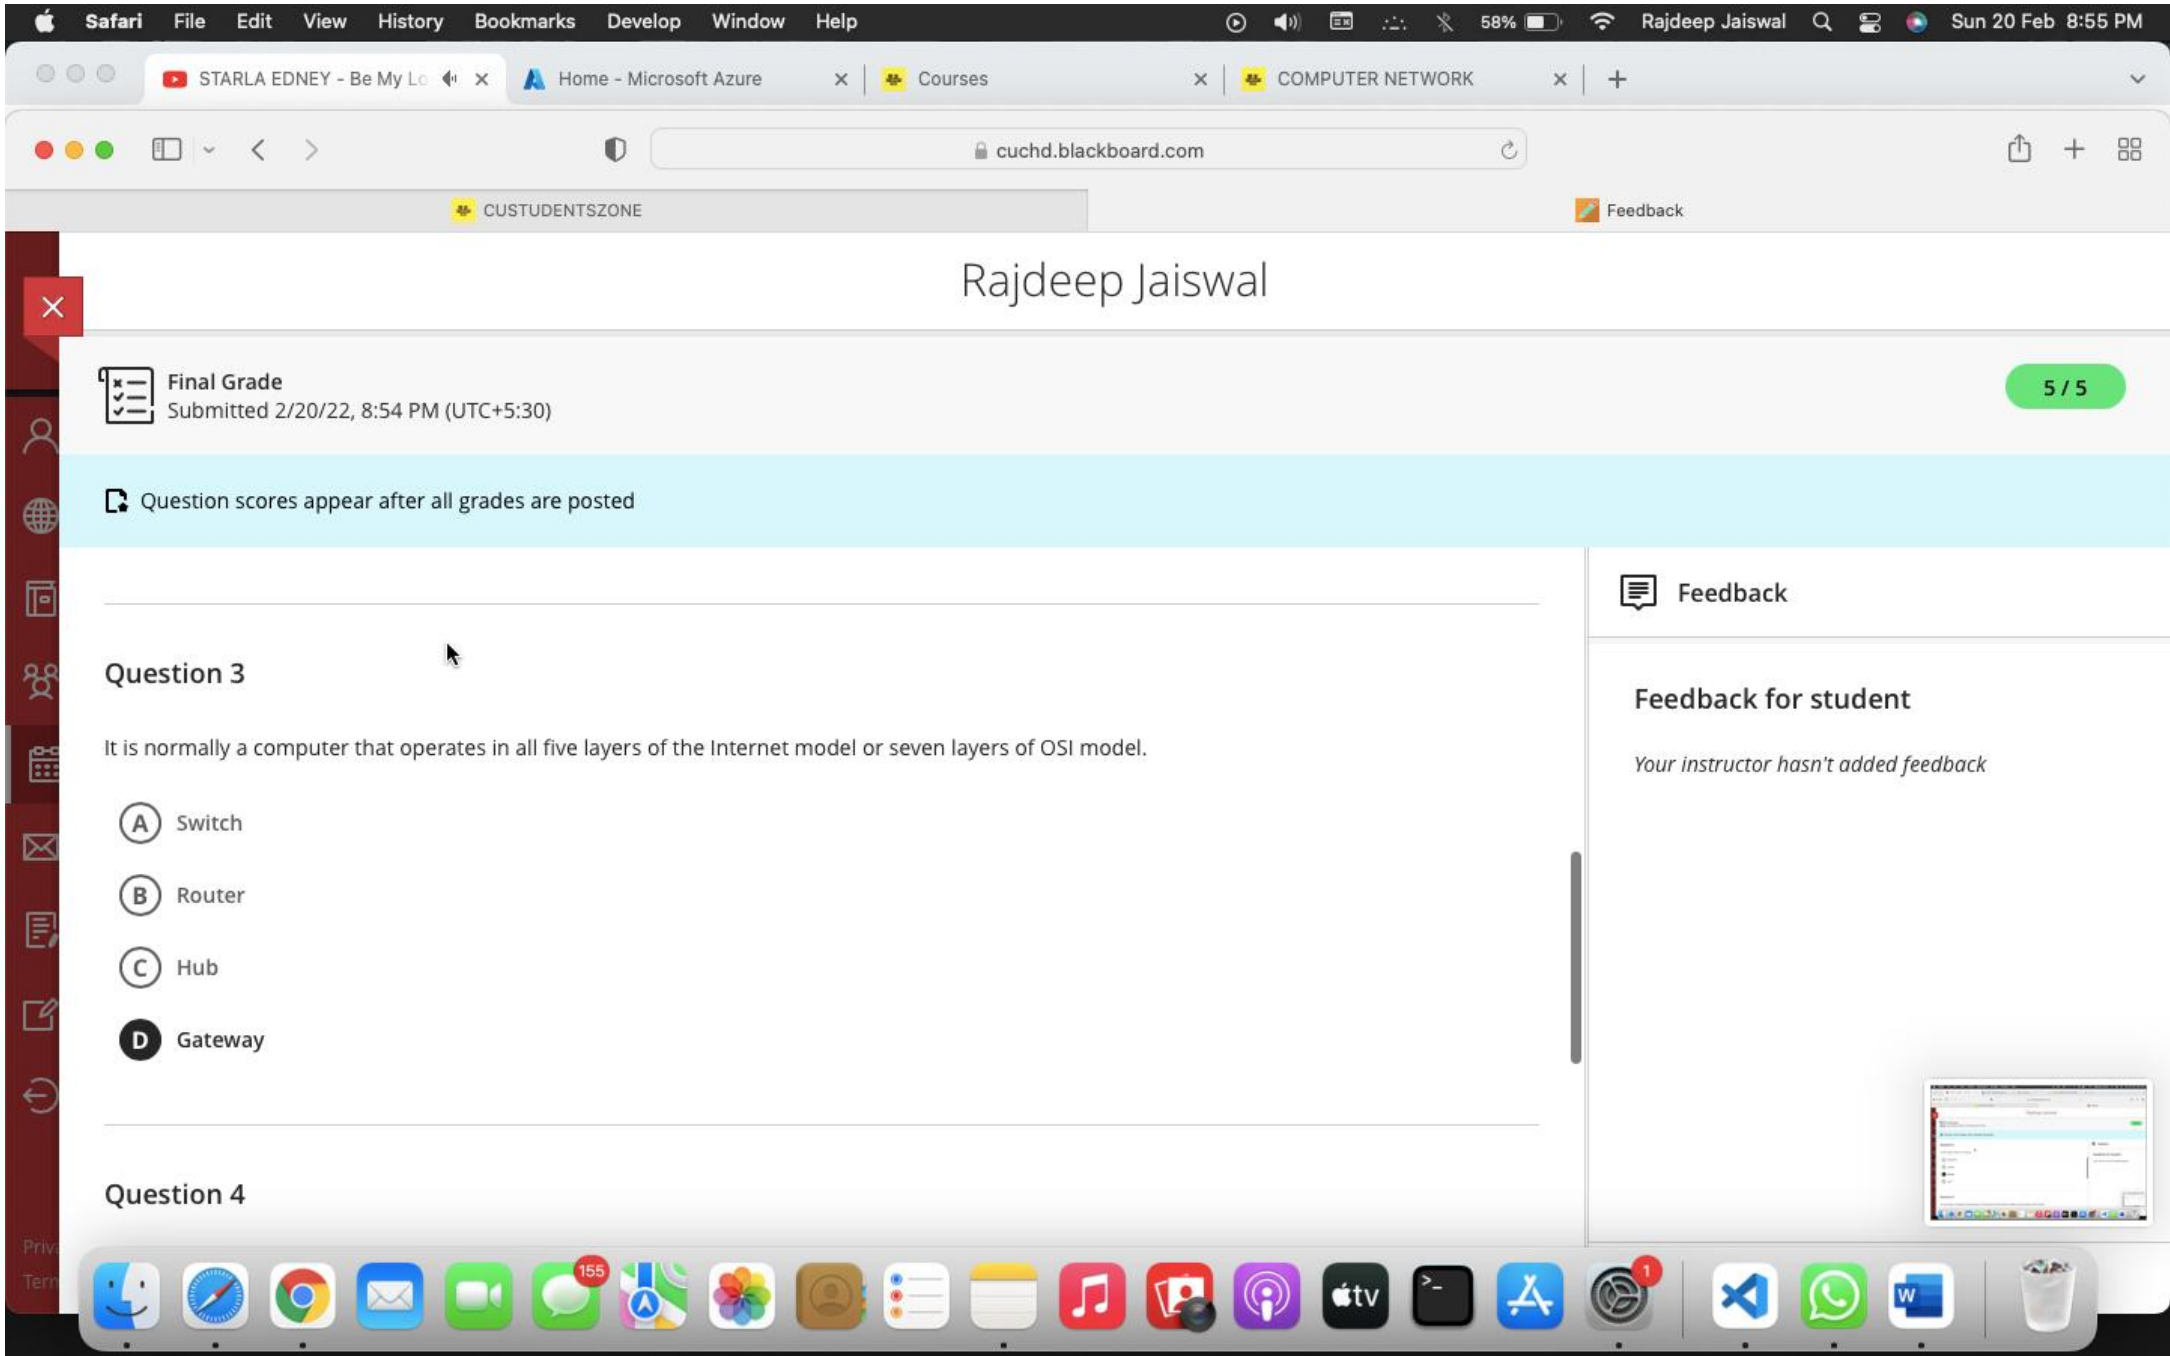 Safari File Edit View History Bookmarks Develop Window Help 58% Rajdeep Jaiswal Sun 20 Feb 8:55 PM
STARLA EDNEY - Be My Lo Home - Microsoft Azure Courses COMPUTER NETWORK
cuchd.blackboard.com
CUSTUDENTSZONE Feedback
Rajdeep Jaiswal
Final Grade
Submitted 2/20/22, 8:54 PM (UTC+5:30)
5 / 5
Question scores appear after all grades are posted
Question 3
It is normally a computer that operates in all five layers of the Internet model or seven layers of OSI model.
A Switch
B Router
C Hub
D Gateway
Question 4
Feedback
Feedback for student
Your instructor hasn't added feedback
Priv
Term
155
tv
>_
1
W